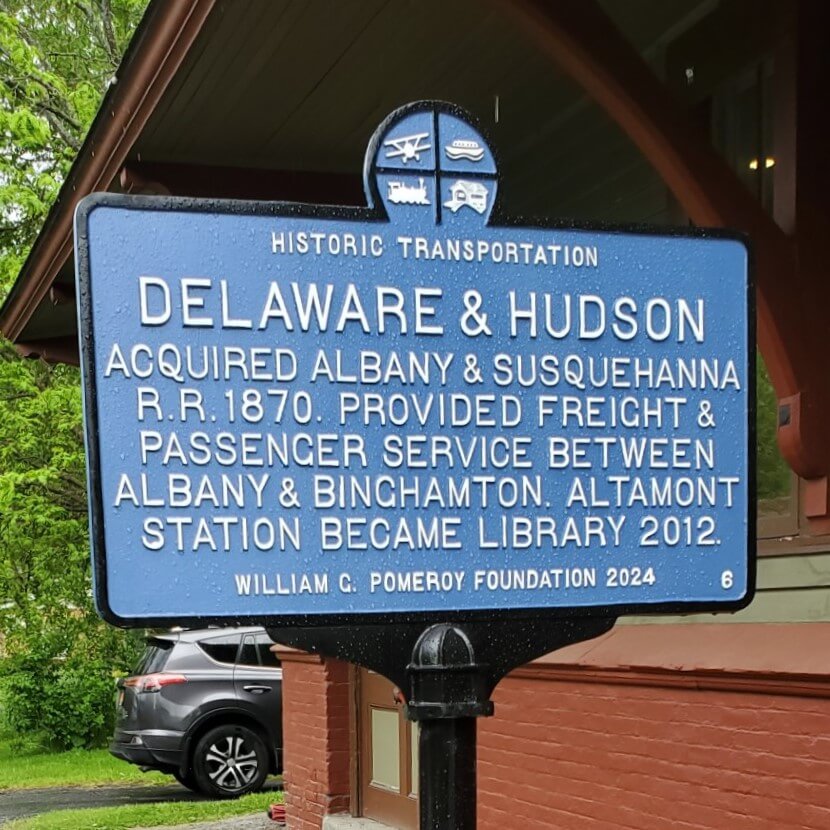 HISTORIC TRANSPORTATION
DELAWARE & HUDSON
ACQUIRED ALBANY & SUSQUEHANNA
R.R. 1870. PROVIDED FREIGHT &
PASSENGER SERVICE BETWEEN
ALBANY & BINGHAMTON. ALTAMONT
STATION BECAME LIBRARY 2012.
WILLIAM G. POMEROY FOUNDATION 2024 6